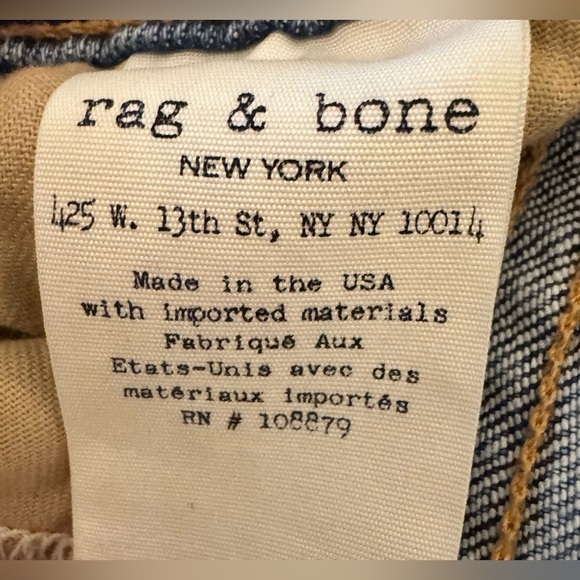 rag & bone
NEW YORK
425 W. 13th St, NY NY 10014
Made in the USA
with imported materials
Fabriqué Aux
Etats-Unis avec des
matériaux importés
RN # 108879